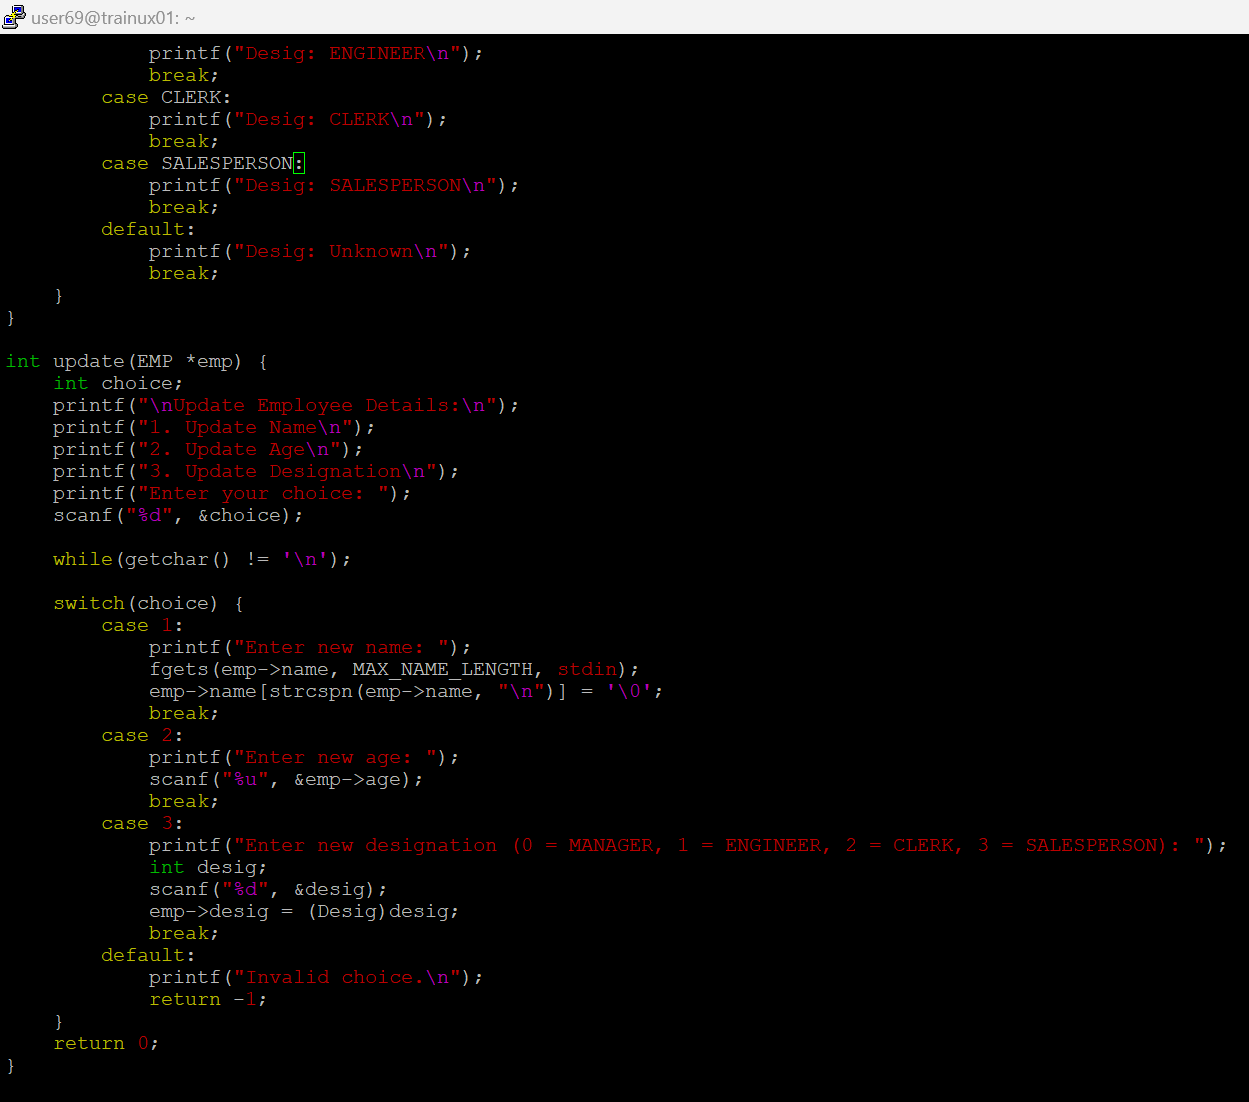 user69@trainux01: ~
            printf("Desig: ENGINEER\n");
            break;
        case CLERK:
            printf("Desig: CLERK\n");
            break;
        case SALESPERSON:
            printf("Desig: SALESPERSON\n");
            break;
        default:
            printf("Desig: Unknown\n");
            break;
    }
}

int update(EMP *emp) {
    int choice;
    printf("\nUpdate Employee Details:\n");
    printf("1. Update Name\n");
    printf("2. Update Age\n");
    printf("3. Update Designation\n");
    printf("Enter your choice: ");
    scanf("%d", &choice);

    while(getchar() != '\n');

    switch(choice) {
        case 1:
            printf("Enter new name: ");
            fgets(emp->name, MAX_NAME_LENGTH, stdin);
            emp->name[strcspn(emp->name, "\n")] = '\0';
            break;
        case 2:
            printf("Enter new age: ");
            scanf("%u", &emp->age);
            break;
        case 3:
            printf("Enter new designation (0 = MANAGER, 1 = ENGINEER, 2 = CLERK, 3 = SALESPERSON): ");
            int desig;
            scanf("%d", &desig);
            emp->desig = (Desig)desig;
            break;
        default:
            printf("Invalid choice.\n");
            return -1;
    }
    return 0;
}